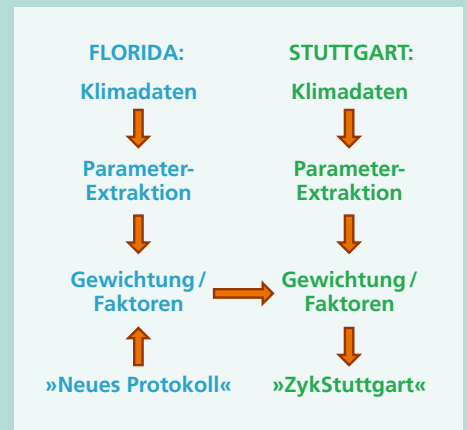 FLORIDA:
Klimadaten
Parameter-
Extraktion
Gewichtung /
Faktoren
»Neues Protokoll«
STUTTGART:
Klimadaten
Parameter-
Extraktion
Gewichtung /
Faktoren
»ZykStuttgart«